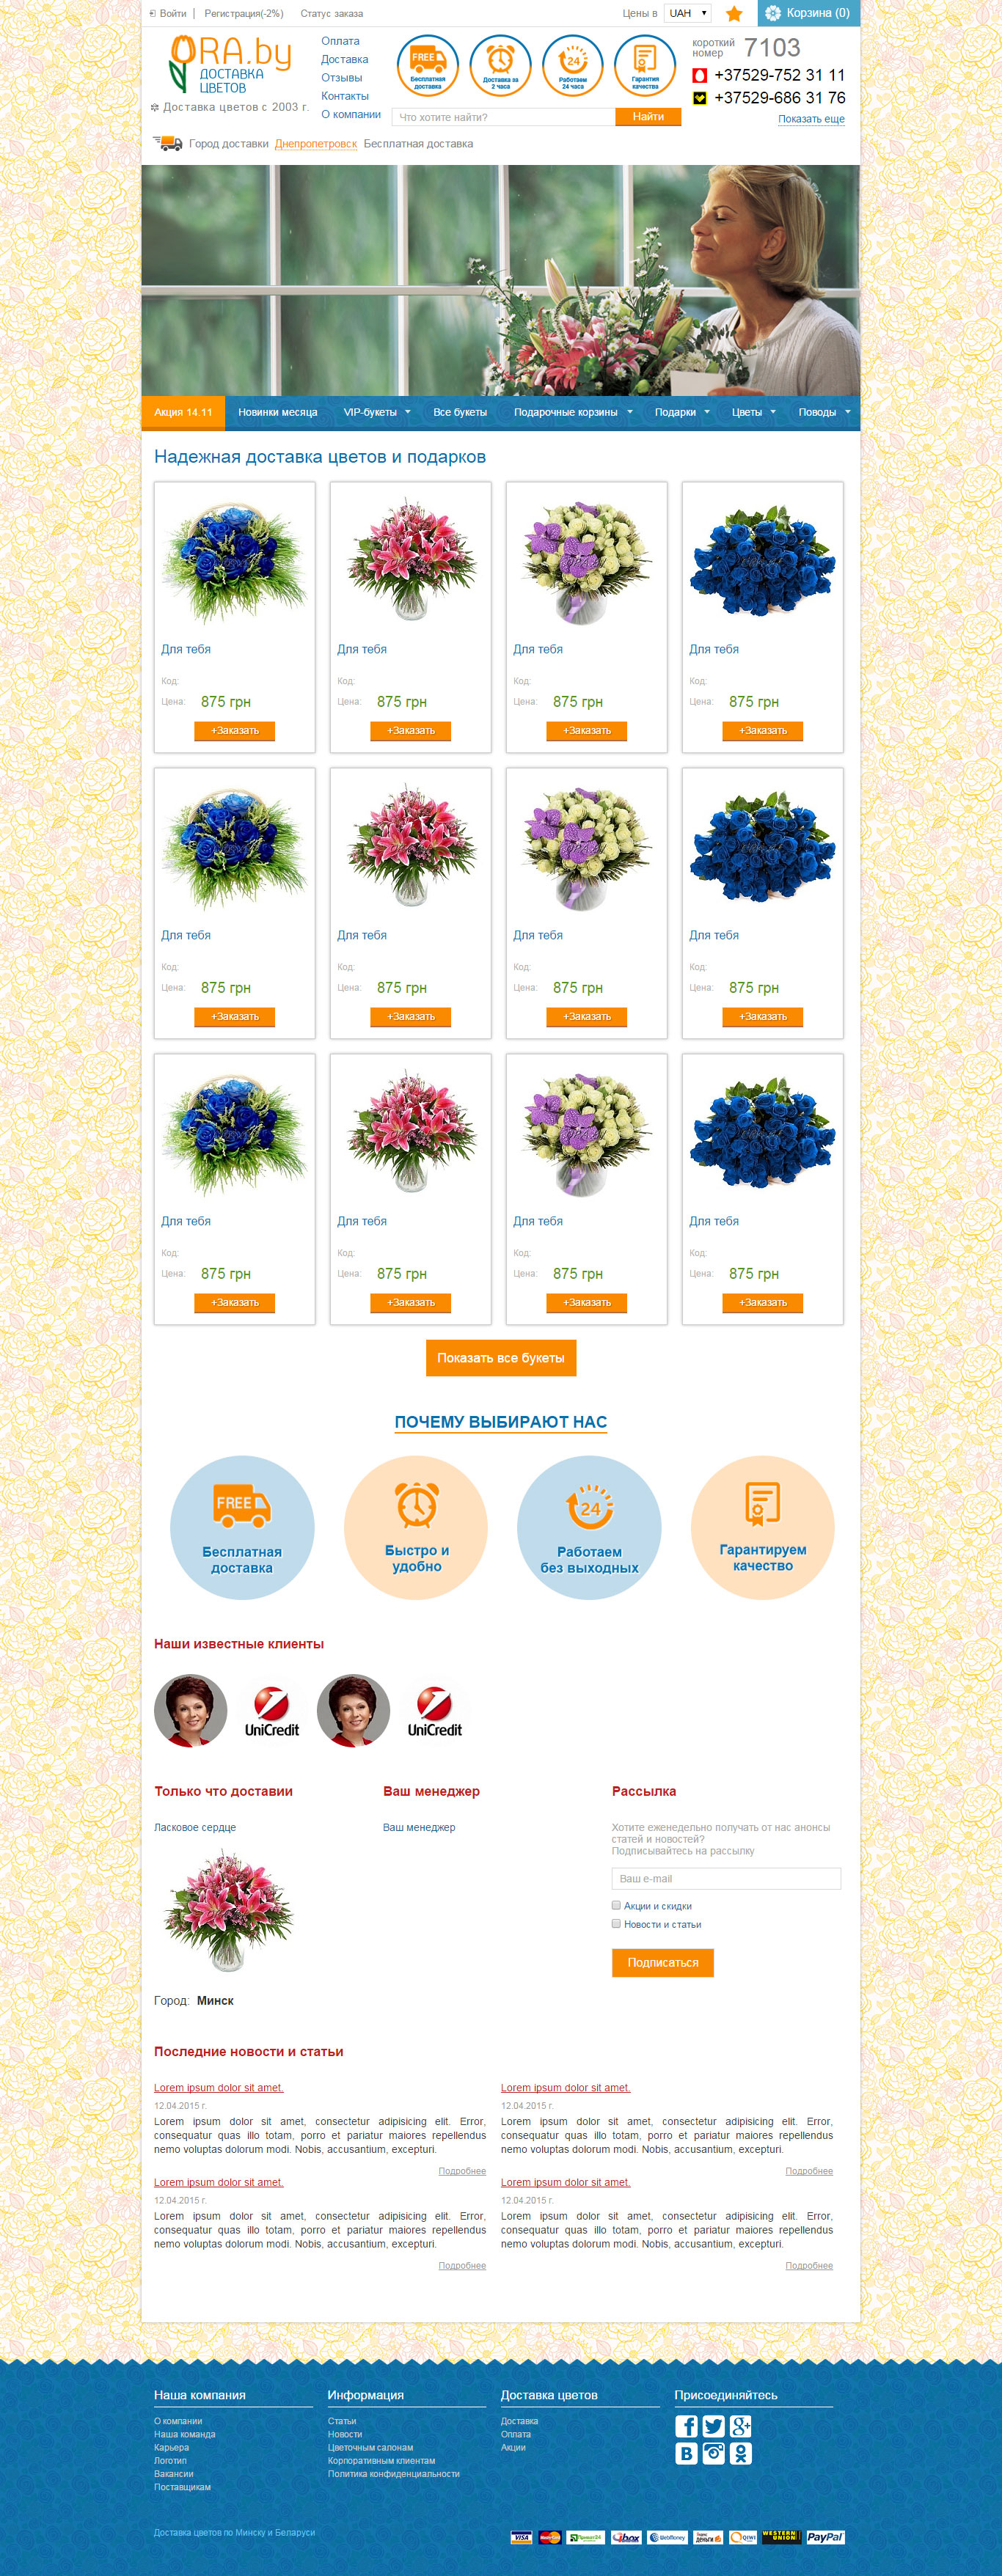 Войти | Регистрация(-2%) Статус заказа Цены в UAH Корзина (0)
ORA.by
ДОСТАВКА
ЦВЕТОВ
Доставка цветов с 2003 г.
Оплата
Доставка
Отзывы
Контакты
О компании
FREE
Бесплатная
доставка
Доставка за
2 часа
24
Работаем
24 часа
Гарантия
качества
Что хотите найти? Найти
короткий
номер
7103
+37529-752 31 11
+37529-686 31 76
Показать еще
Город доставки Днепропетровск Бесплатная доставка
Акция 14.11 Новинки месяца VIP-букеты Все букеты Подарочные корзины Подарки Цветы Поводы
Надежная доставка цветов и подарков
Для тебя Для тебя Для тебя Для тебя
Код: Код: Код: Код:
Цена: 875 грн Цена: 875 грн Цена: 875 грн Цена: 875 грн
+Заказать +Заказать +Заказать +Заказать
Для тебя Для тебя Для тебя Для тебя
Код: Код: Код: Код:
Цена: 875 грн Цена: 875 грн Цена: 875 грн Цена: 875 грн
+Заказать +Заказать +Заказать +Заказать
Для тебя Для тебя Для тебя Для тебя
Код: Код: Код: Код:
Цена: 875 грн Цена: 875 грн Цена: 875 грн Цена: 875 грн
+Заказать +Заказать +Заказать +Заказать
Показать все букеты
ПОЧЕМУ ВЫБИРАЮТ НАС
FREE
Бесплатная
доставка
Быстро и
удобно
24
Работаем
без выходных
Гарантируем
качество
Наши известные клиенты
UniCredit UniCredit
Только что доставии
Ласковое сердце
Город: Минск
Ваш менеджер
Ваш менеджер
Рассылка
Хотите еженедельно получать от нас анонсы
статей и новостей?
Подписывайтесь на рассылку
Ваш e-mail
Акции и скидки
Новости и статьи
Подписаться
Последние новости и статьи
Lorem ipsum dolor sit amet.
12.04.2015 г.
Lorem ipsum dolor sit amet, consectetur adipisicing elit. Error,
consequatur quas illo totam, porro et pariatur maiores repellendus
nemo voluptas dolorum modi. Nobis, accusantium, excepturi.
Подробнее
Lorem ipsum dolor sit amet.
12.04.2015 г.
Lorem ipsum dolor sit amet, consectetur adipisicing elit. Error,
consequatur quas illo totam, porro et pariatur maiores repellendus
nemo voluptas dolorum modi. Nobis, accusantium, excepturi.
Подробнее
Lorem ipsum dolor sit amet.
12.04.2015 г.
Lorem ipsum dolor sit amet, consectetur adipisicing elit. Error,
consequatur quas illo totam, porro et pariatur maiores repellendus
nemo voluptas dolorum modi. Nobis, accusantium, excepturi.
Подробнее
Lorem ipsum dolor sit amet.
12.04.2015 г.
Lorem ipsum dolor sit amet, consectetur adipisicing elit. Error,
consequatur quas illo totam, porro et pariatur maiores repellendus
nemo voluptas dolorum modi. Nobis, accusantium, excepturi.
Подробнее
Наша компания
О компании
Наша команда
Карьера
Логотип
Вакансии
Поставщикам
Информация
Статьи
Новости
Цветочным салонам
Корпоративным клиентам
Политика конфиденциальности
Доставка цветов
Доставка
Оплата
Акции
Присоединяйтесь
Доставка цветов по Минску и Беларуси
VISA MasterCard Приват24 ibox WebMoney Яндекс Деньги QIWI WESTERN UNION PayPal